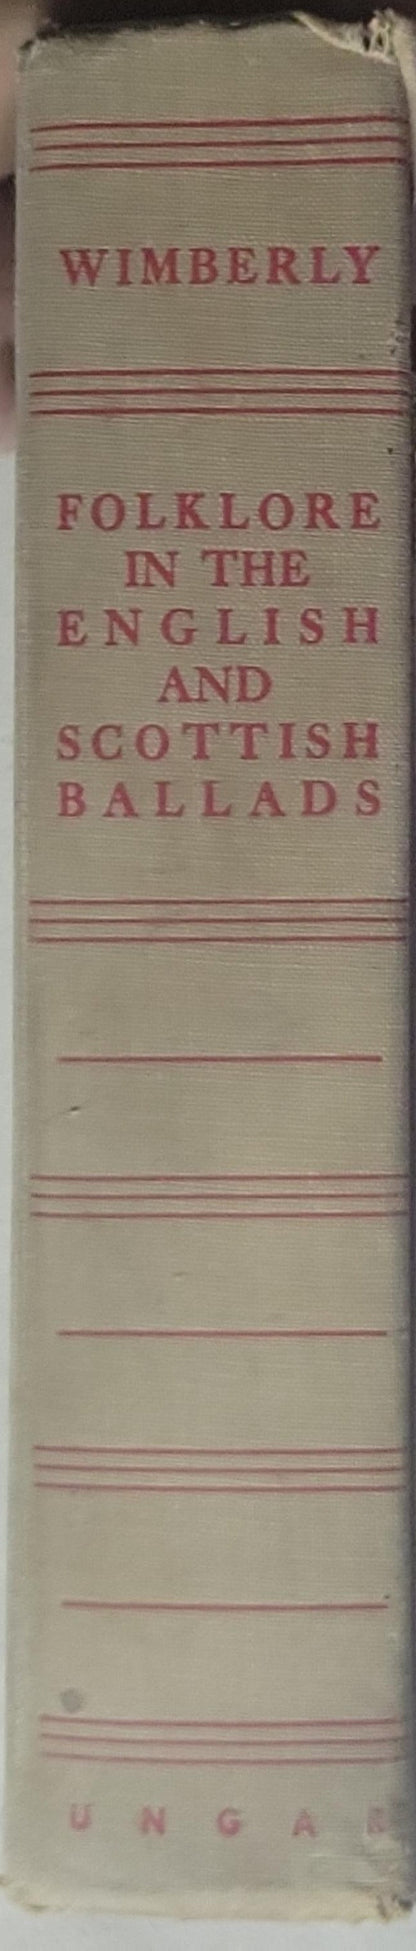 WIMBERLY
FOLKLORE
IN THE
ENGLISH
AND
SCOTTISH
BALLADS
UNGAR